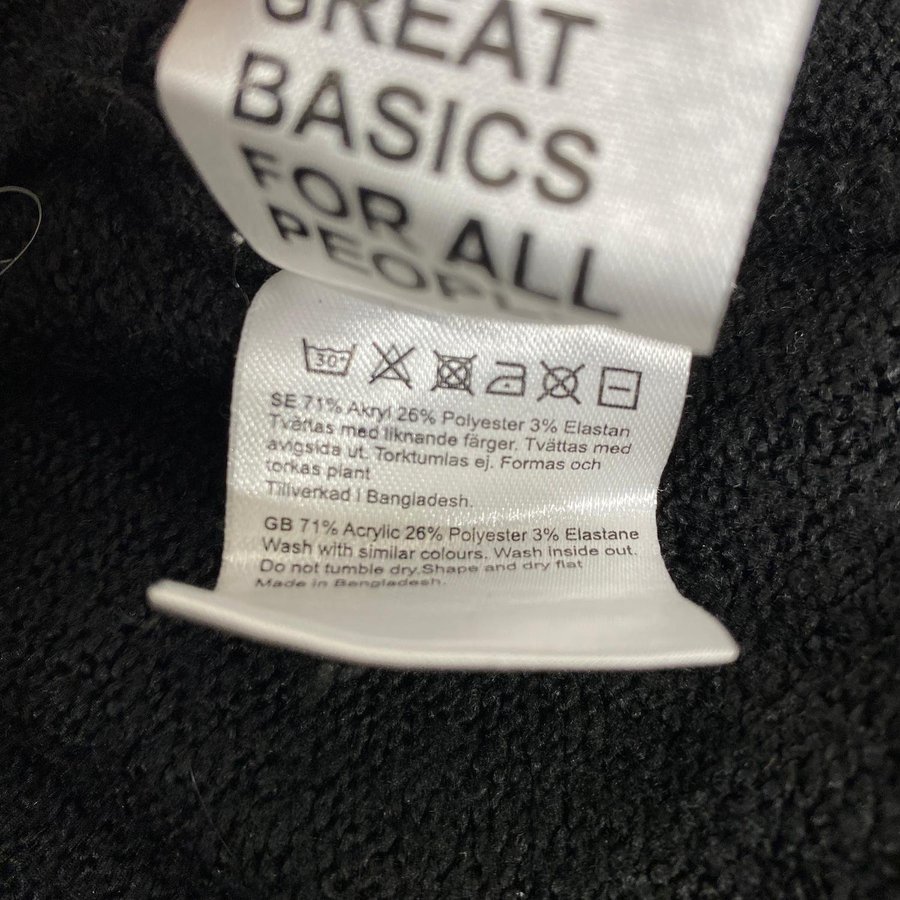 GREAT
BASICS
FOR ALL
PEOPL
30°
SE 71% Akryl 26% Polyester 3% Elastan
Tvättas med liknande färger. Tvättas med
avigsida ut. Torktumlas ej. Formas och
torkas plant
Tillverkad i Bangladesh.
GB 71% Acrylic 26% Polyester 3% Elastane
Wash with similar colours. Wash inside out.
Do not tumble dry.Shape and dry flat
Made in Bangladesh.